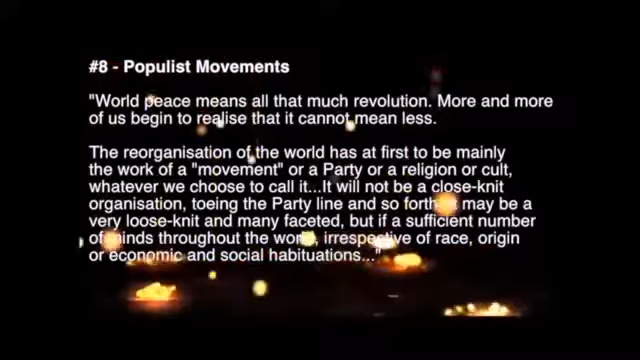 #8 - Populist Movements
"World peace means all that much revolution. More and more
of us begin to realise that it cannot mean less.
The reorganisation of the world has at first to be mainly
the work of a "movement" or a Party or a religion or cult,
whatever we choose to call it...It will not be a close-knit
organisation, toeing the Party line and so forth. It may be a
very loose-knit and many faceted, but if a sufficient number
of minds throughout the world, irrespective of race, origin
or economic and social habituations..."